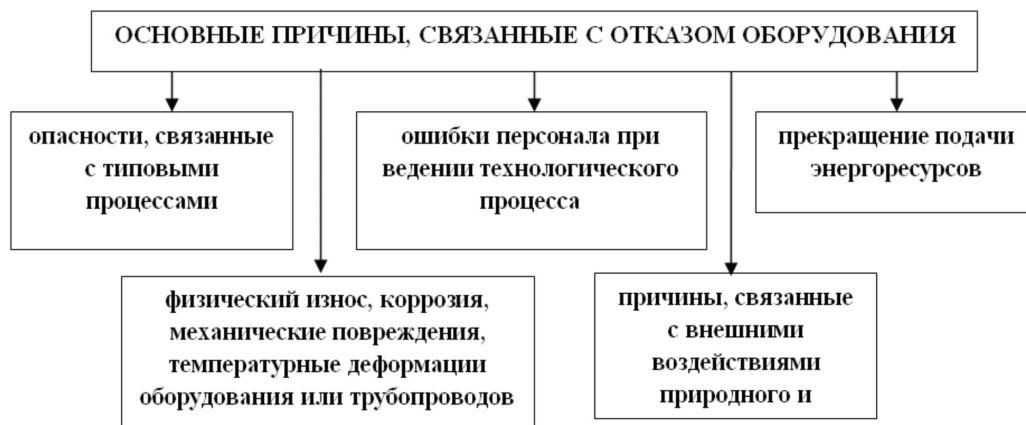 ОСНОВНЫЕ ПРИЧИНЫ, СВЯЗАННЫЕ С ОТКАЗОМ ОБОРУДОВАНИЯ
опасности, связанные
с типовыми
процессами
ошибки персонала при
ведении технологического
процесса
прекращение подачи
энергоресурсов
физический износ, коррозия,
механические повреждения,
температурные деформации
оборудования или трубопроводов
причины, связанные
с внешними
воздействиями
природного и